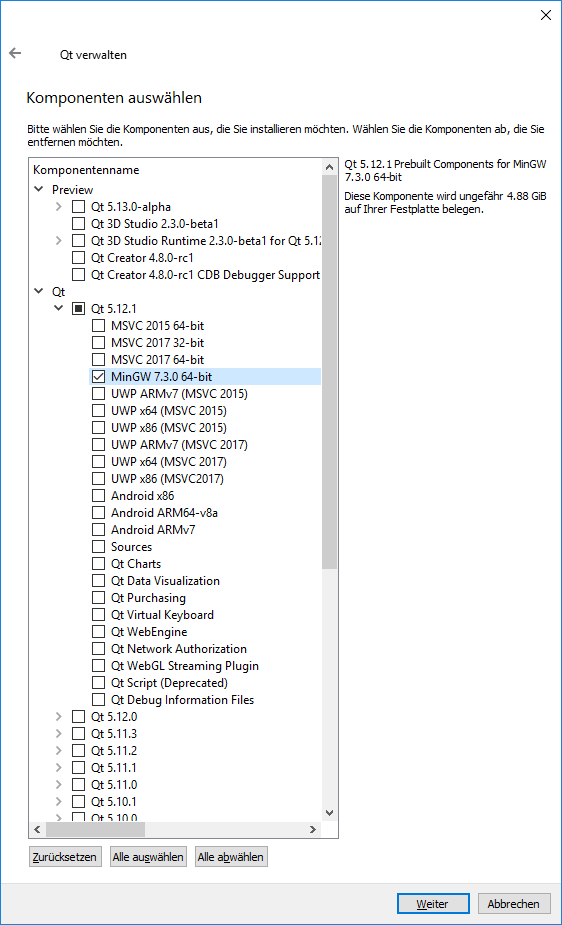 Qt verwalten
Komponenten auswählen
Bitte wählen Sie die Komponenten aus, die Sie installieren möchten. Wählen Sie die Komponenten ab, die Sie
entfernen möchten.
Komponentenname
Preview
Qt 5.13.0-alpha
Qt 3D Studio 2.3.0-beta1
Qt 3D Studio Runtime 2.3.0-beta1 for Qt 5.12
Qt Creator 4.8.0-rc1
Qt Creator 4.8.0-rc1 CDB Debugger Support
Qt
Qt 5.12.1
MSVC 2015 64-bit
MSVC 2017 32-bit
MSVC 2017 64-bit
MinGW 7.3.0 64-bit
UWP ARMv7 (MSVC 2015)
UWP x64 (MSVC 2015)
UWP x86 (MSVC 2015)
UWP ARMv7 (MSVC 2017)
UWP x64 (MSVC 2017)
UWP x86 (MSVC2017)
Android x86
Android ARM64-v8a
Android ARMv7
Sources
Qt Charts
Qt Data Visualization
Qt Purchasing
Qt Virtual Keyboard
Qt WebEngine
Qt Network Authorization
Qt WebGL Streaming Plugin
Qt Script (Deprecated)
Qt Debug Information Files
Qt 5.12.0
Qt 5.11.3
Qt 5.11.2
Qt 5.11.1
Qt 5.11.0
Qt 5.10.1
Qt 5.10.0
Qt 5.12.1 Prebuilt Components for MinGW
7.3.0 64-bit
Diese Komponente wird ungefähr 4.88 GiB
auf Ihrer Festplatte belegen.
Zurücksetzen
Alle auswählen
Alle abwählen
Weiter
Abbrechen